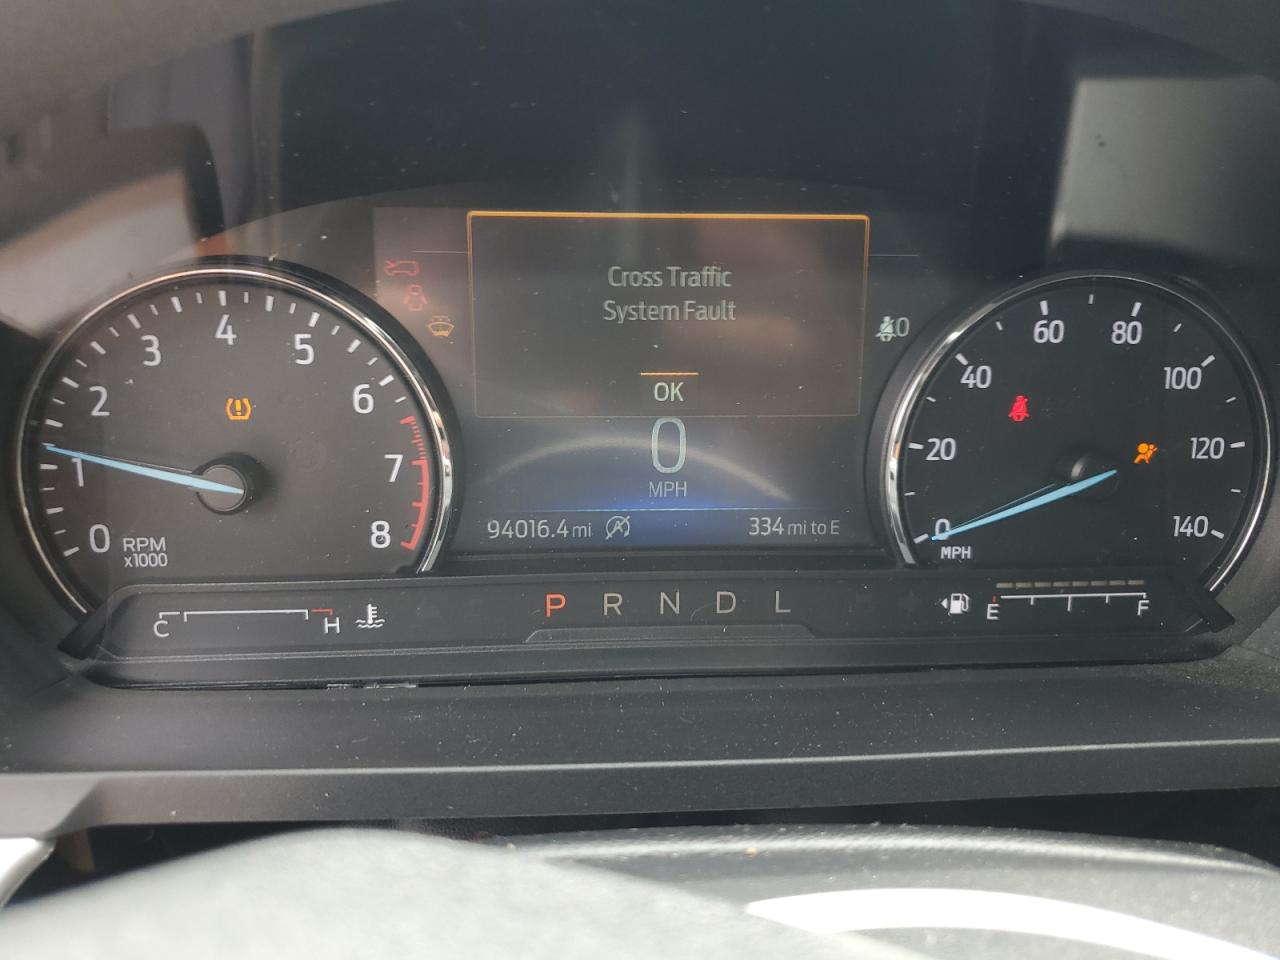 Cross Traffic
System Fault
OK
0
MPH
94016.4 mi
334 mi to E
0 1 2 3 4 5 6 7 8
RPM
x1000
0 20 40 60 80 100 120 140
MPH
0
C H
P R N D L
E F